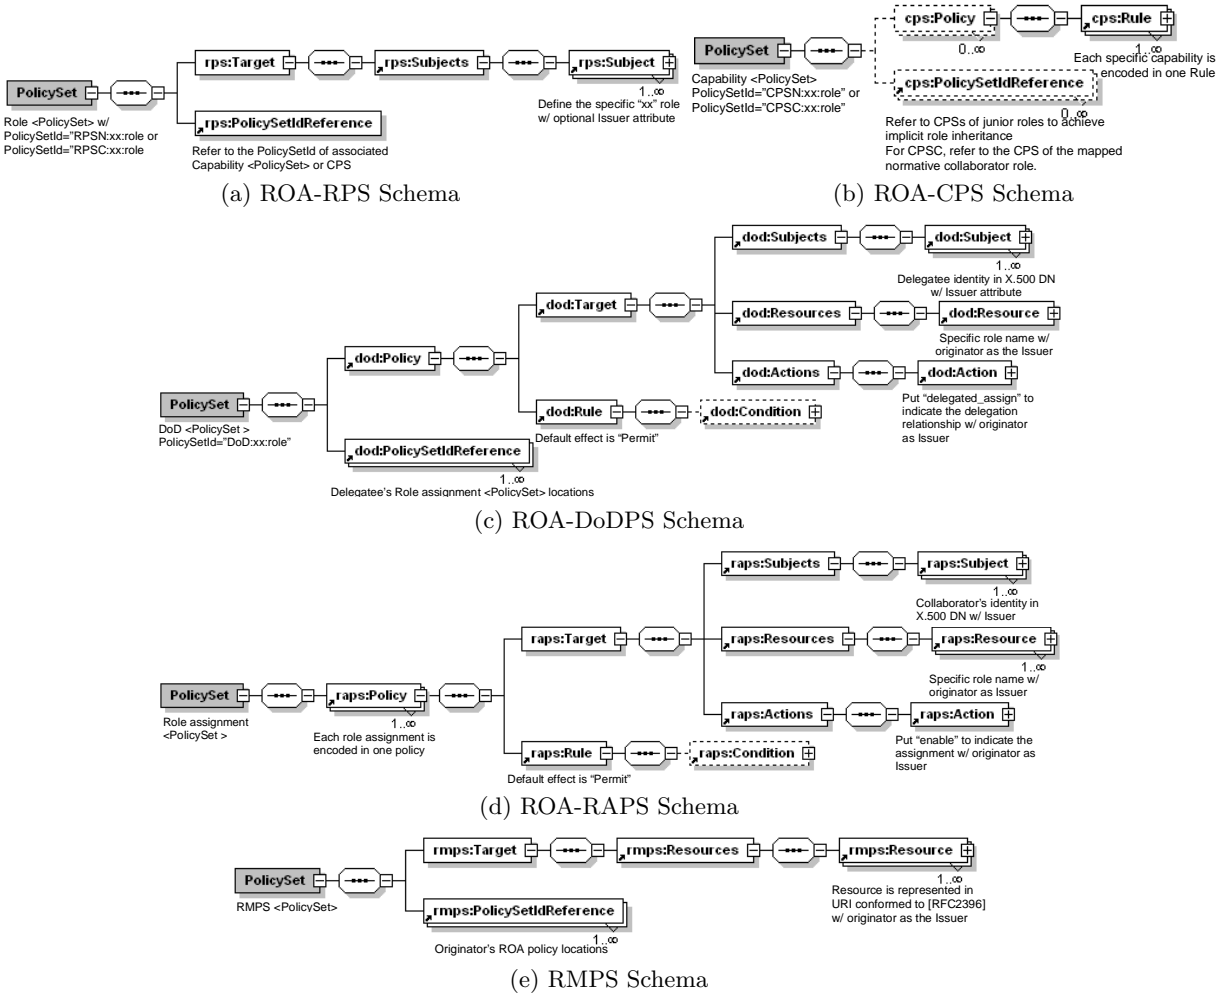 PolicySet
Role <PolicySet> w/
PolicySetId="RPSN:xx:role or
PolicySetId="RPSC:xx:role
rps:Target
rps:Subjects
rps:Subject
1..∞
Define the specific "xx" role
w/ optional Issuer attribute
rps:PolicySetIdReference
Refer to the PolicySetId of associated
Capability <PolicySet> or CPS
(a) ROA-RPS Schema
PolicySet
Capability <PolicySet>
PolicySetId="CPSN:xx:role" or
PolicySetId="CPSC:xx:role"
cps:Policy
0..∞
cps:Rule
1..∞
Each specific capability is
encoded in one Rule
cps:PolicySetIdReference
0..∞
Refer to CPSs of junior roles to achieve
implicit role inheritance
For CPSC, refer to the CPS of the mapped
normative collaborator role.
(b) ROA-CPS Schema
PolicySet
DoD <PolicySet >
PolicySetId="DoD:xx:role"
dod:Policy
dod:Target
dod:Subjects
dod:Subject
1..∞
Delegatee identity in X.500 DN
w/ Issuer attribute
dod:Resources
dod:Resource
Specific role name w/
originator as the Issuer
dod:Actions
dod:Action
Put "delegated_assign" to
indicate the delegation
relationship w/ originator
as Issuer
dod:Rule
Default effect is "Permit"
dod:Condition
dod:PolicySetIdReference
1..∞
Delegatee's Role assignment <PolicySet> locations
(c) ROA-DoDPS Schema
PolicySet
Role assignment
<PolicySet >
raps:Policy
1..∞
Each role assignment is
encoded in one policy
raps:Target
raps:Subjects
raps:Subject
1..∞
Collaborator's identity in
X.500 DN w/ Issuer
raps:Resources
raps:Resource
1..∞
Specific role name w/
originator as Issuer
raps:Actions
raps:Action
Put "enable" to indicate the
assignment w/ originator as
Issuer
raps:Rule
Default effect is "Permit"
raps:Condition
(d) ROA-RAPS Schema
PolicySet
RMPS <PolicySet>
rmps:Target
rmps:Resources
rmps:Resource
1..∞
Resource is represented in
URI conformed to [RFC2396]
w/ originator as the Issuer
rmps:PolicySetIdReference
1..∞
Originator's ROA policy locations
(e) RMPS Schema